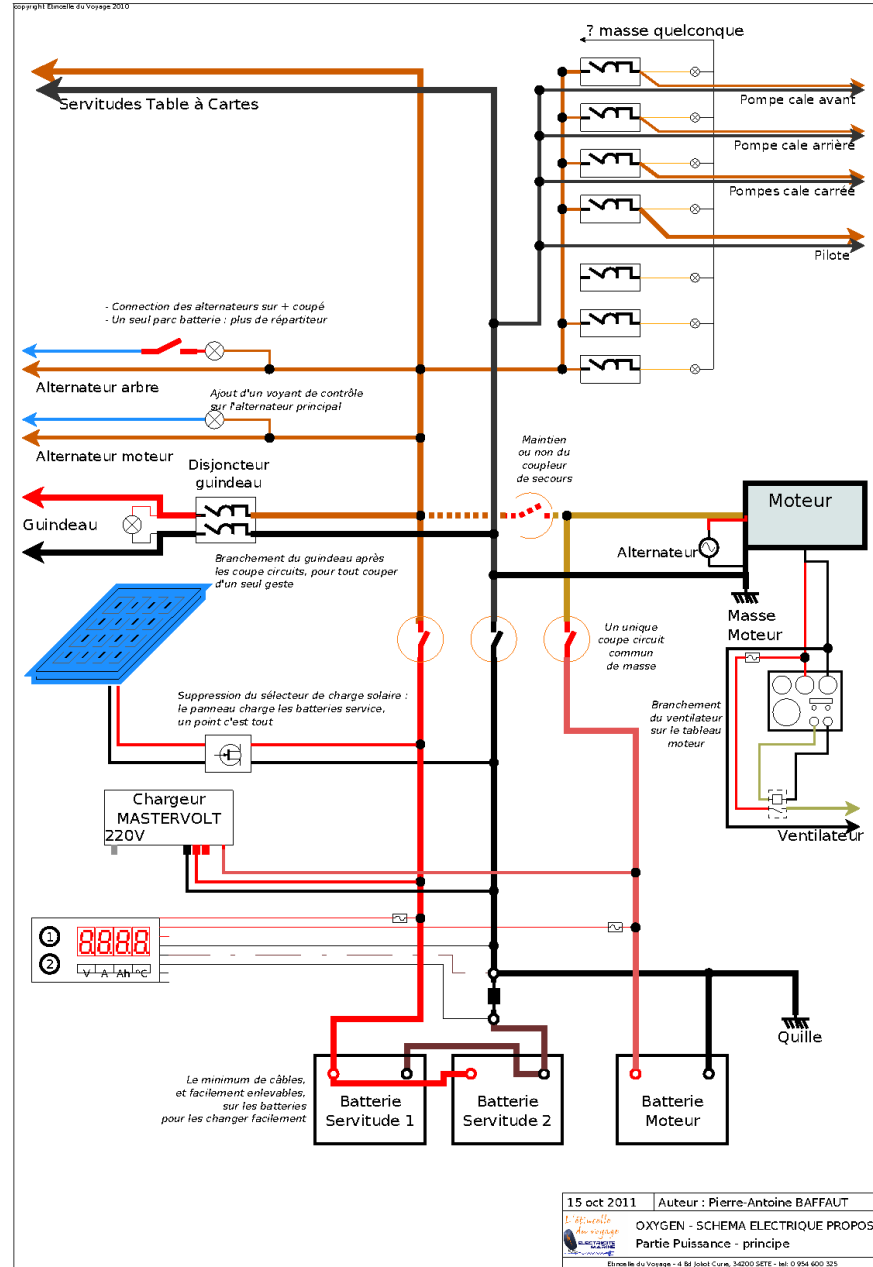 copyright Etincelle du Voyage 2010
? masse quelconque
Servitudes Table à Cartes
Pompe cale avant
Pompe cale arrière
Pompes cale carrée
Pilote
- Connection des alternateurs sur + coupé
- Un seul parc batterie : plus de répartiteur
Alternateur arbre
Ajout d'un voyant de contrôle
sur l'alternateur principal
Alternateur moteur
Maintien
ou non du
coupleur
de secours
Disjoncteur
guindeau
Guindeau
Moteur
Alternateur
Branchement du guindeau après
les coupe circuits, pour tout couper
d'un seul geste
Masse
Moteur
Un unique
coupe circuit
commun
de masse
Suppression du sélecteur de charge solaire :
le panneau charge les batteries service,
un point c'est tout
Branchement
du ventilateur
sur le tableau
moteur
Chargeur
MASTERVOLT
220V
Ventilateur
1
8888
2
V A Ah °C
Quille
Le minimum de câbles,
et facilement enlevables,
sur les batteries
pour les changer facilement
Batterie
Servitude 1
Batterie
Servitude 2
Batterie
Moteur
15 oct 2011
Auteur : Pierre-Antoine BAFFAUT
L'étincelle
du voyage
ELECTRICITE
MARINE
OXYGEN - SCHEMA ELECTRIQUE PROPOS
Partie Puissance - principe
Etincelle du Voyage - 4 Bd Joliot Curie, 34200 SETE - tel: 0 954 600 325